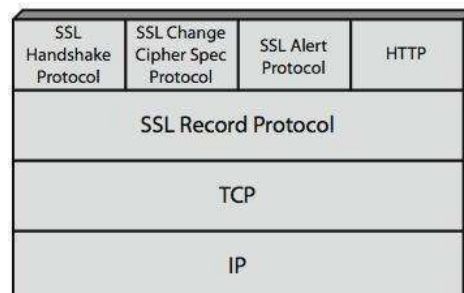 SSL
Handshake
Protocol
SSL Change
Cipher Spec
Protocol
SSL Alert
Protocol
HTTP
SSL Record Protocol
TCP
IP